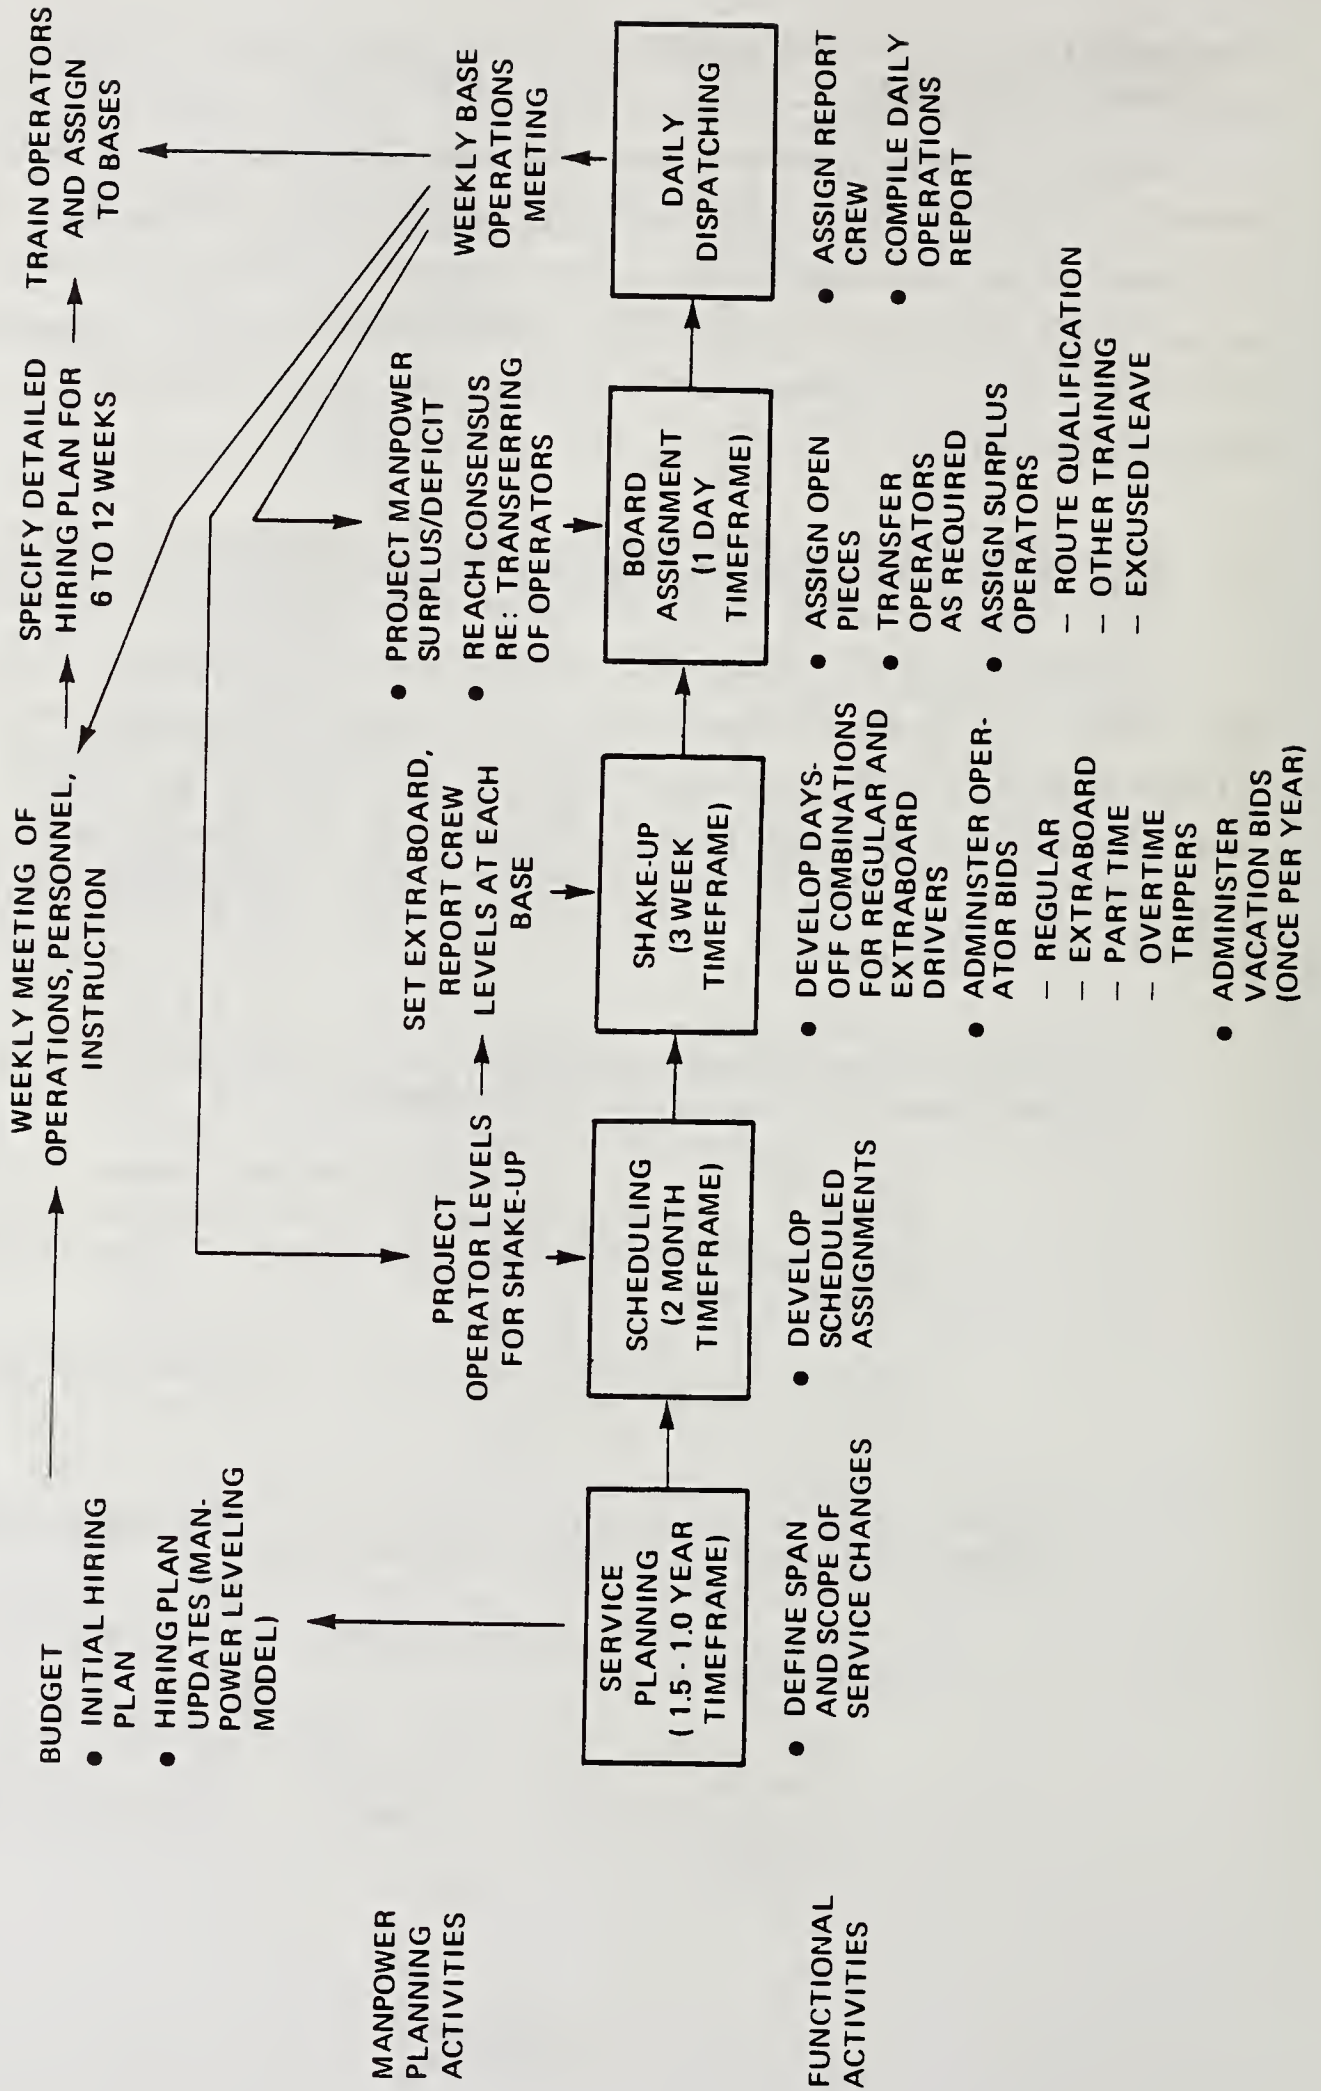 BUDGET
● INITIAL HIRING
PLAN
● HIRING PLAN
UPDATES (MAN-
POWER LEVELING
MODEL)
WEEKLY MEETING OF
OPERATIONS, PERSONNEL,
INSTRUCTION
SPECIFY DETAILED
HIRING PLAN FOR
6 TO 12 WEEKS
TRAIN OPERATORS
AND ASSIGN
TO BASES
MANPOWER
PLANNING
ACTIVITIES
PROJECT
OPERATOR LEVELS
FOR SHAKE-UP
SET EXTRABOARD,
REPORT CREW
LEVELS AT EACH
BASE
● PROJECT MANPOWER
SURPLUS/DEFICIT
● REACH CONSENSUS
RE: TRANSFERRING
OF OPERATORS
WEEKLY BASE
OPERATIONS
MEETING
SERVICE
PLANNING
(1.5 - 1.0 YEAR
TIMEFRAME)
SCHEDULING
(2 MONTH
TIMEFRAME)
SHAKE-UP
(3 WEEK
TIMEFRAME)
BOARD
ASSIGNMENT
(1 DAY
TIMEFRAME)
DAILY
DISPATCHING
FUNCTIONAL
ACTIVITIES
● DEFINE SPAN
AND SCOPE OF
SERVICE CHANGES
● DEVELOP
SCHEDULED
ASSIGNMENTS
● DEVELOP DAYS-
OFF COMBINATIONS
FOR REGULAR AND
EXTRABOARD
DRIVERS
● ADMINISTER OPER-
ATOR BIDS
– REGULAR
– EXTRABOARD
– PART TIME
– OVERTIME
TRIPPERS
● ADMINISTER
VACATION BIDS
(ONCE PER YEAR)
● ASSIGN OPEN
PIECES
● TRANSFER
OPERATORS
AS REQUIRED
● ASSIGN SURPLUS
OPERATORS
– ROUTE QUALIFICATION
– OTHER TRAINING
– EXCUSED LEAVE
● ASSIGN REPORT
CREW
● COMPILE DAILY
OPERATIONS
REPORT